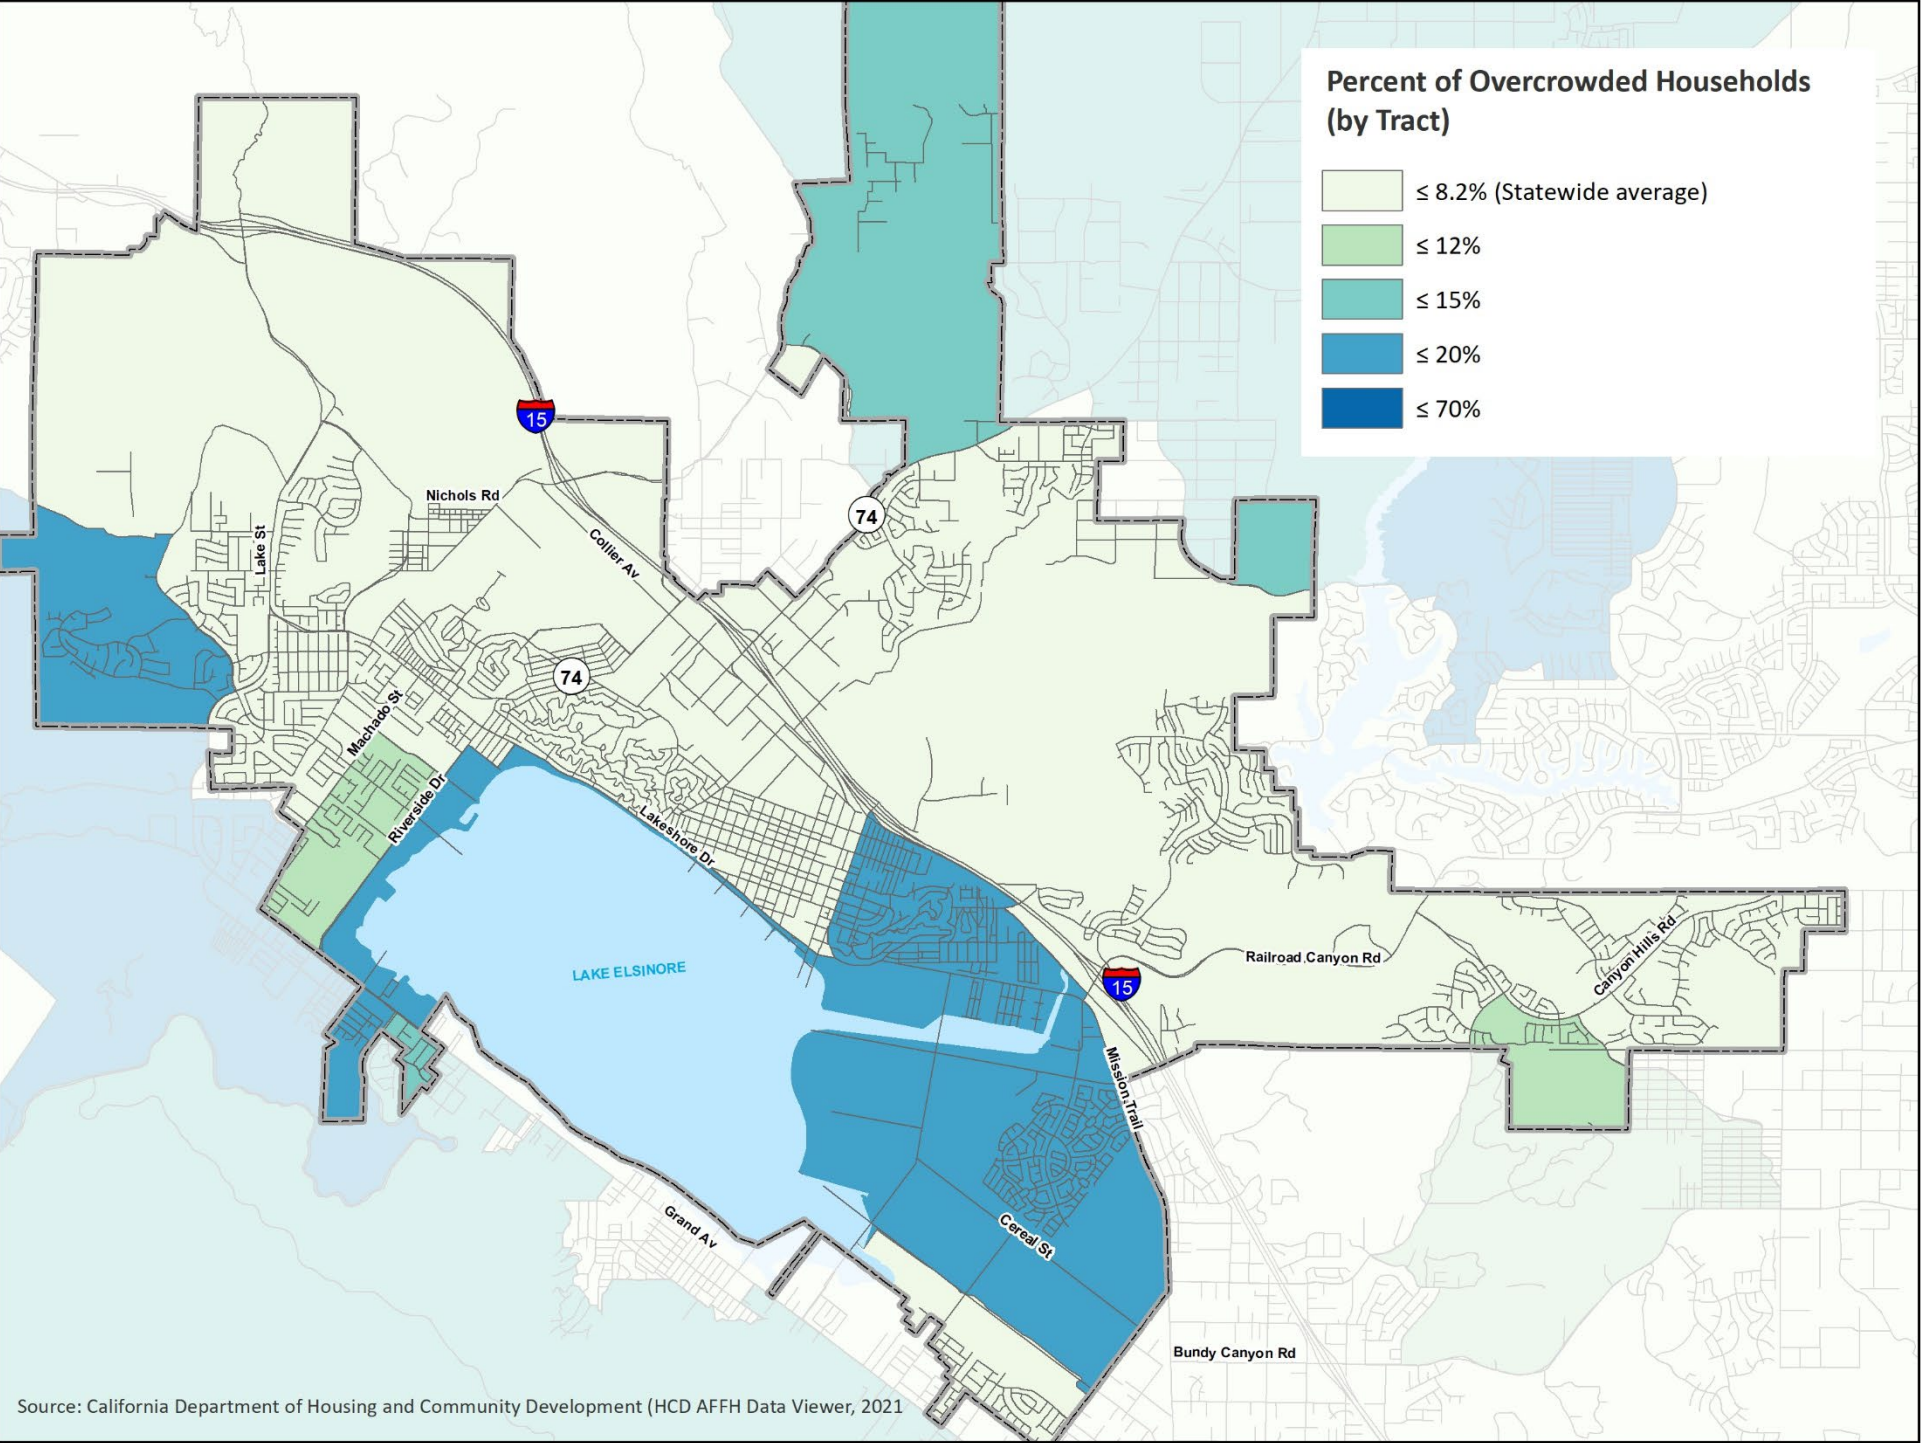 Percent of Overcrowded Households
(by Tract)
≤ 8.2% (Statewide average)
≤ 12%
≤ 15%
≤ 20%
≤ 70%
15
Nichols Rd
74
Lake St
Collier Av
74
Machado St
Riverside Dr
Lakeshore Dr
LAKE ELSINORE
Railroad Canyon Rd
Canyon Hills Rd
15
Mission Trail
Grand Av
Cereal St
Bundy Canyon Rd
Source: California Department of Housing and Community Development (HCD AFFH Data Viewer, 2021